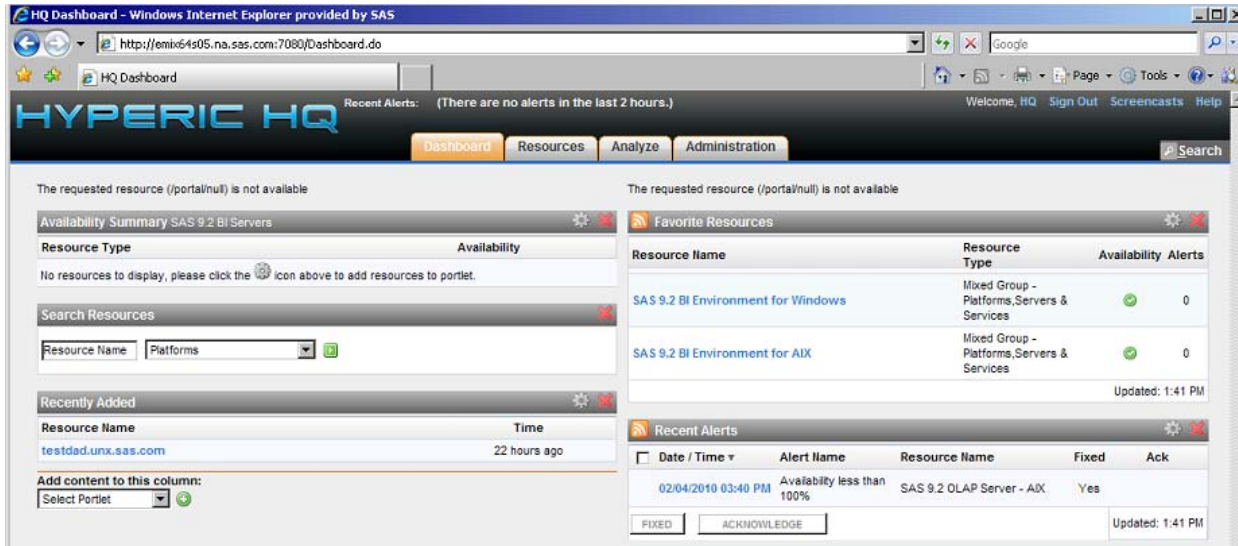 HQ Dashboard - Windows Internet Explorer provided by SAS
http://emix64s05.na.sas.com:7080/Dashboard.do
Google
HQ Dashboard
Page Tools
HYPERIC HQ
Recent Alerts: (There are no alerts in the last 2 hours.)
Welcome, HQ Sign Out Screencasts Help
Dashboard Resources Analyze Administration
Search
The requested resource (/portal/null) is not available
Availability Summary SAS 9.2 BI Servers
Resource Type Availability
No resources to display, please click the icon above to add resources to portlet.
Search Resources
Resource Name Platforms
Recently Added
Resource Name Time
testdad.unx.sas.com 22 hours ago
Add content to this column:
Select Portlet
The requested resource (/portal/null) is not available
Favorite Resources
Resource Name Resource Type Availability Alerts
SAS 9.2 BI Environment for Windows
Mixed Group -
Platforms,Servers &
Services
0
SAS 9.2 BI Environment for AIX
Mixed Group -
Platforms,Servers &
Services
0
Updated: 1:41 PM
Recent Alerts
Date / Time Alert Name Resource Name Fixed Ack
02/04/2010 03:40 PM
Availability less than
100%
SAS 9.2 OLAP Server - AIX Yes
FIXED ACKNOWLEDGE
Updated: 1:41 PM